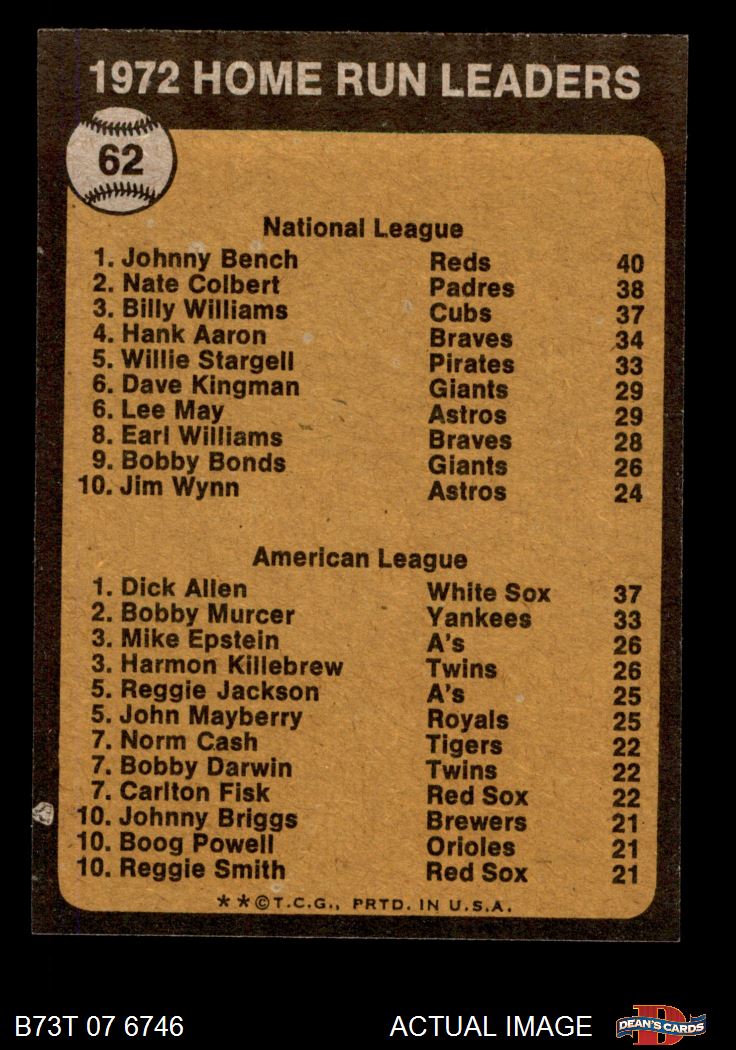 1972 HOME RUN LEADERS
62
National League
1. Johnny Bench Reds 40
2. Nate Colbert Padres 38
3. Billy Williams Cubs 37
4. Hank Aaron Braves 34
5. Willie Stargell Pirates 33
6. Dave Kingman Giants 29
6. Lee May Astros 29
8. Earl Williams Braves 28
9. Bobby Bonds Giants 26
10. Jim Wynn Astros 24
American League
1. Dick Allen White Sox 37
2. Bobby Murcer Yankees 33
3. Mike Epstein A's 26
3. Harmon Killebrew Twins 26
5. Reggie Jackson A's 25
5. John Mayberry Royals 25
7. Norm Cash Tigers 22
7. Bobby Darwin Twins 22
7. Carlton Fisk Red Sox 22
10. Johnny Briggs Brewers 21
10. Boog Powell Orioles 21
10. Reggie Smith Red Sox 21
**©T.C.G., PRTD. IN U.S.A.
B73T 07 6746 ACTUAL IMAGE D DEAN'S CARDS